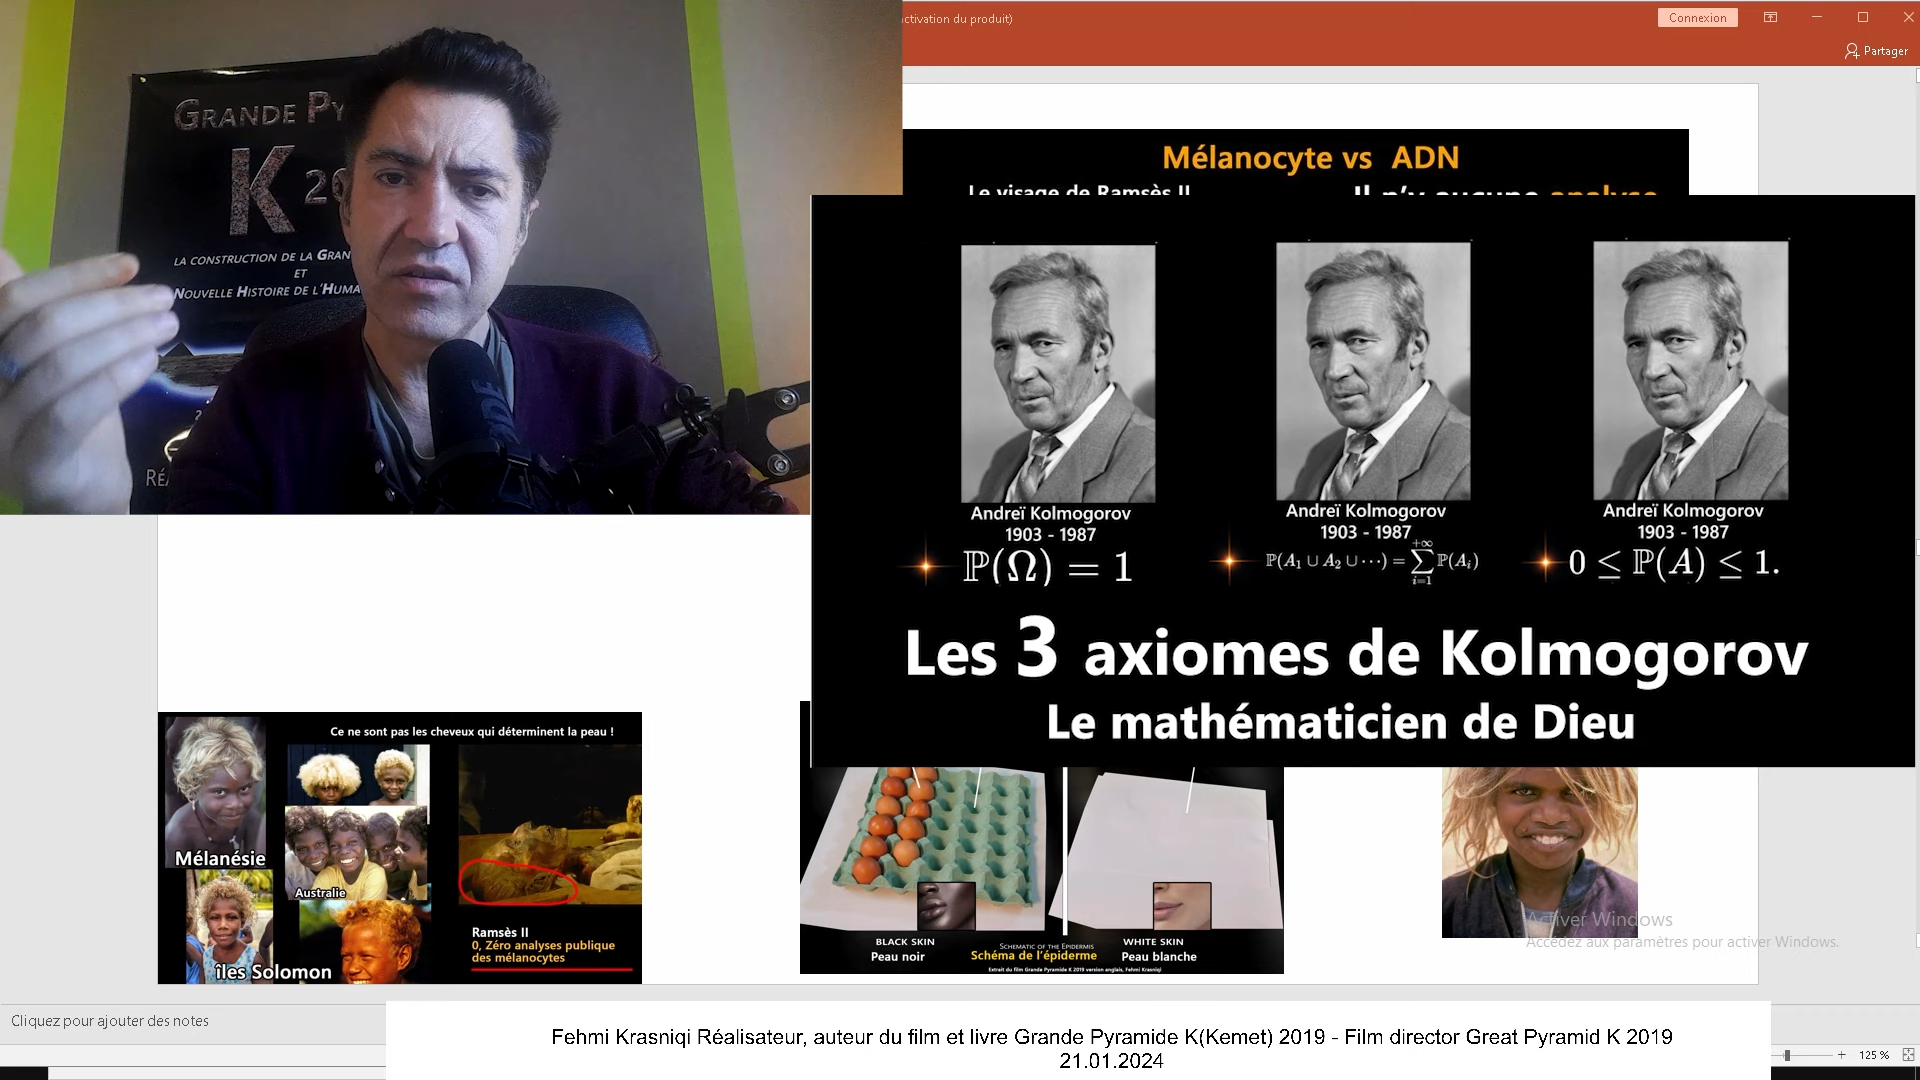 ctivation du produit)
Connexion
Partager
GRANDE PY
K 20
LA CONSTRUCTION DE LA GRAN
ET
NOUVELLE HISTOIRE DE L'HUMA
RÉA
Mélanocyte vs ADN
Le visage de Ramsès II
Il n'y aucune analyse
Andreï Kolmogorov
1903 - 1987
ℙ(Ω) = 1
Andreï Kolmogorov
1903 - 1987
ℙ(A₁ ∪ A₂ ∪ ⋯) = ∑_{i=1}^{+∞} ℙ(Aᵢ)
Andreï Kolmogorov
1903 - 1987
0 ≤ ℙ(A) ≤ 1.
Les 3 axiomes de Kolmogorov
Le mathématicien de Dieu
Ce ne sont pas les cheveux qui déterminent la peau !
Mélanésie
Australie
îles Solomon
Ramsès II
0, Zéro analyses publique
des mélanocytes
BLACK SKIN
Peau noir
SCHEMATIC OF THE EPIDERMIS
Schéma de l'épiderme
WHITE SKIN
Peau blanche
Extrait du film Grande Pyramide K 2019 version anglais, Fehmi Krasniqi
Activer Windows
Accédez aux paramètres pour activer Windows.
Cliquez pour ajouter des notes
Fehmi Krasniqi Réalisateur, auteur du film et livre Grande Pyramide K(Kemet) 2019 - Film director Great Pyramid K 2019
21.01.2024
125 %